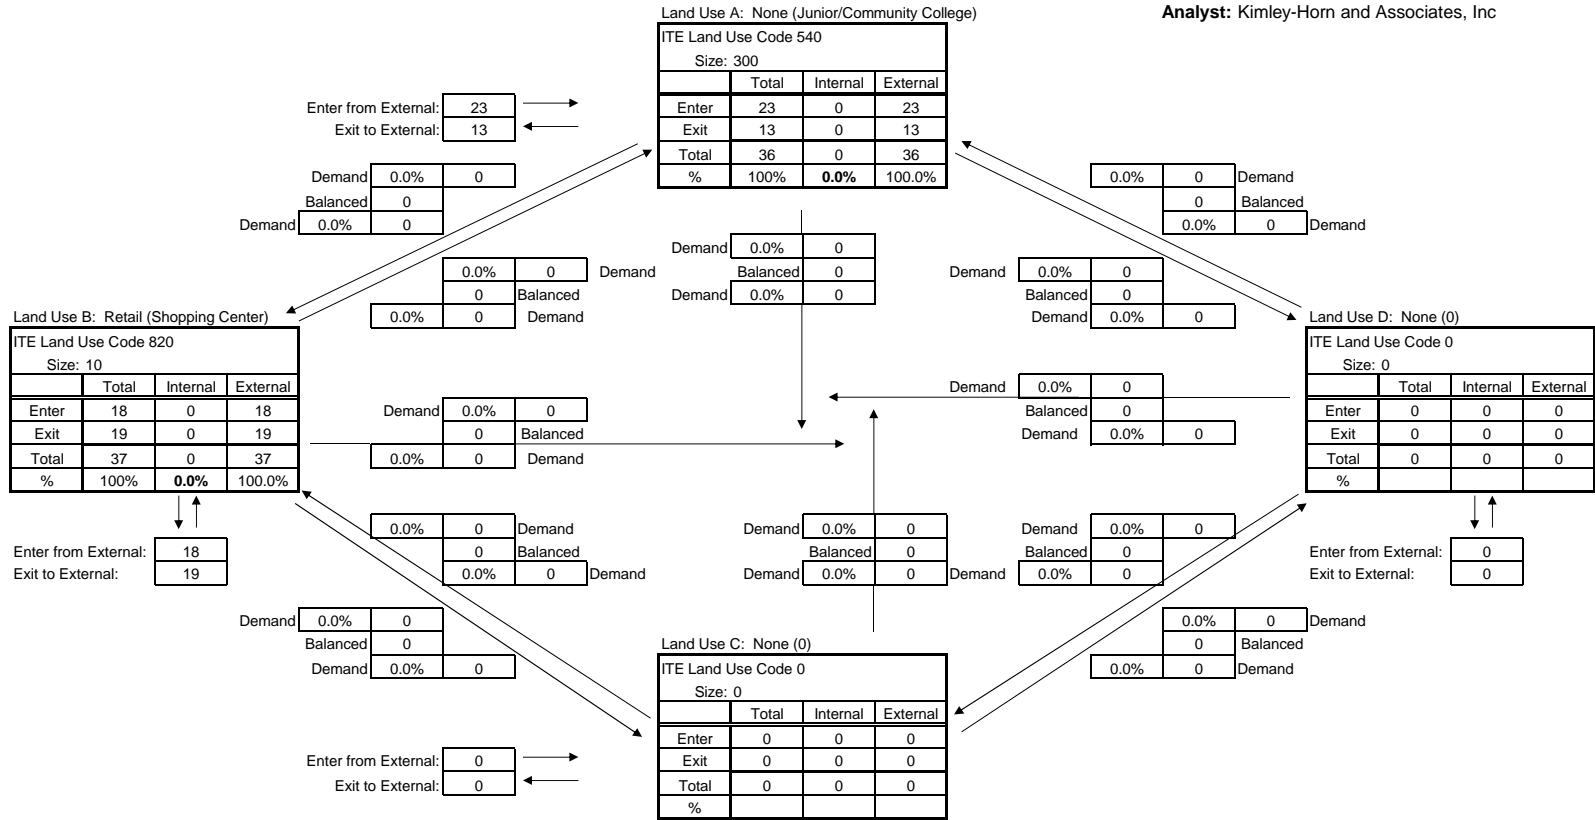 Land Use A: None (Junior/Community College)
Analyst: Kimley-Horn and Associates, Inc
ITE Land Use Code 540
Size: 300
Total Internal External
Enter 23 0 23
Exit 13 0 13
Total 36 0 36
% 100% 0.0% 100.0%
Enter from External: 23
Exit to External: 13
Demand 0.0% 0
Balanced 0
Demand 0.0% 0
0.0% 0 Demand
0 Balanced
0.0% 0 Demand
Demand 0.0% 0
Balanced 0
Demand 0.0% 0
0.0% 0 Demand
0 Balanced
0.0% 0 Demand
Demand 0.0% 0
Balanced 0
Demand 0.0% 0
Land Use B: Retail (Shopping Center)
ITE Land Use Code 820
Size: 10
Total Internal External
Enter 18 0 18
Exit 19 0 19
Total 37 0 37
% 100% 0.0% 100.0%
Enter from External: 18
Exit to External: 19
Demand 0.0% 0
0 Balanced
0.0% 0 Demand
Demand 0.0% 0
Balanced 0
Demand 0.0% 0
Land Use D: None (0)
ITE Land Use Code 0
Size: 0
Total Internal External
Enter 0 0 0
Exit 0 0 0
Total 0 0 0
%
Enter from External: 0
Exit to External: 0
0.0% 0 Demand
0 Balanced
0.0% 0 Demand
Demand 0.0% 0
Balanced 0
Demand 0.0% 0
Demand 0.0% 0
Balanced 0
Demand 0.0% 0
Demand 0.0% 0
Balanced 0
Demand 0.0% 0
0.0% 0 Demand
0 Balanced
0.0% 0 Demand
Land Use C: None (0)
ITE Land Use Code 0
Size: 0
Total Internal External
Enter 0 0 0
Exit 0 0 0
Total 0 0 0
%
Enter from External: 0
Exit to External: 0